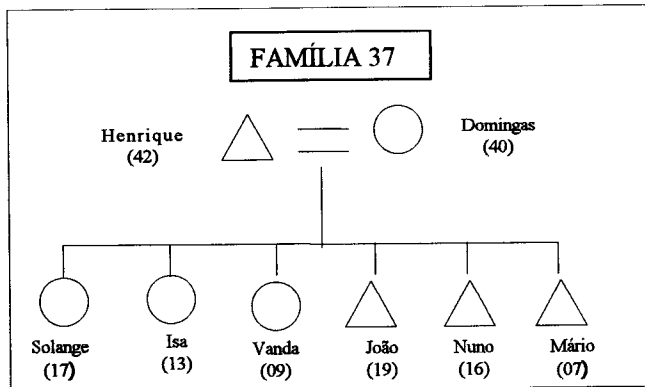 FAMÍLIA 37
Henrique
(42)
Domingas
(40)
Solange
(17)
Isa
(13)
Vanda
(09)
João
(19)
Nuno
(16)
Mário
(07)